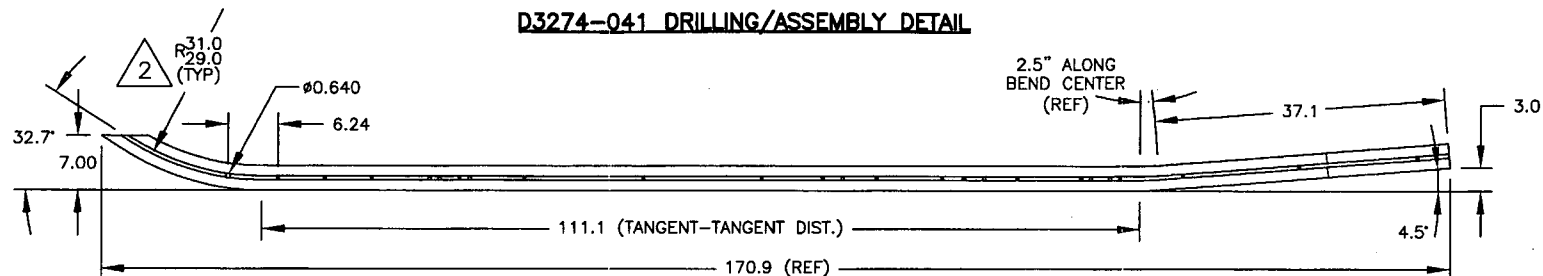 D3274-041 DRILLING/ASSEMBLY DETAIL
2
R31.0
29.0
(TYP)
Ø0.640
6.24
32.7°
7.00
2.5" ALONG
BEND CENTER
(REF)
37.1
3.0
111.1 (TANGENT-TANGENT DIST.)
4.5°
170.9 (REF)